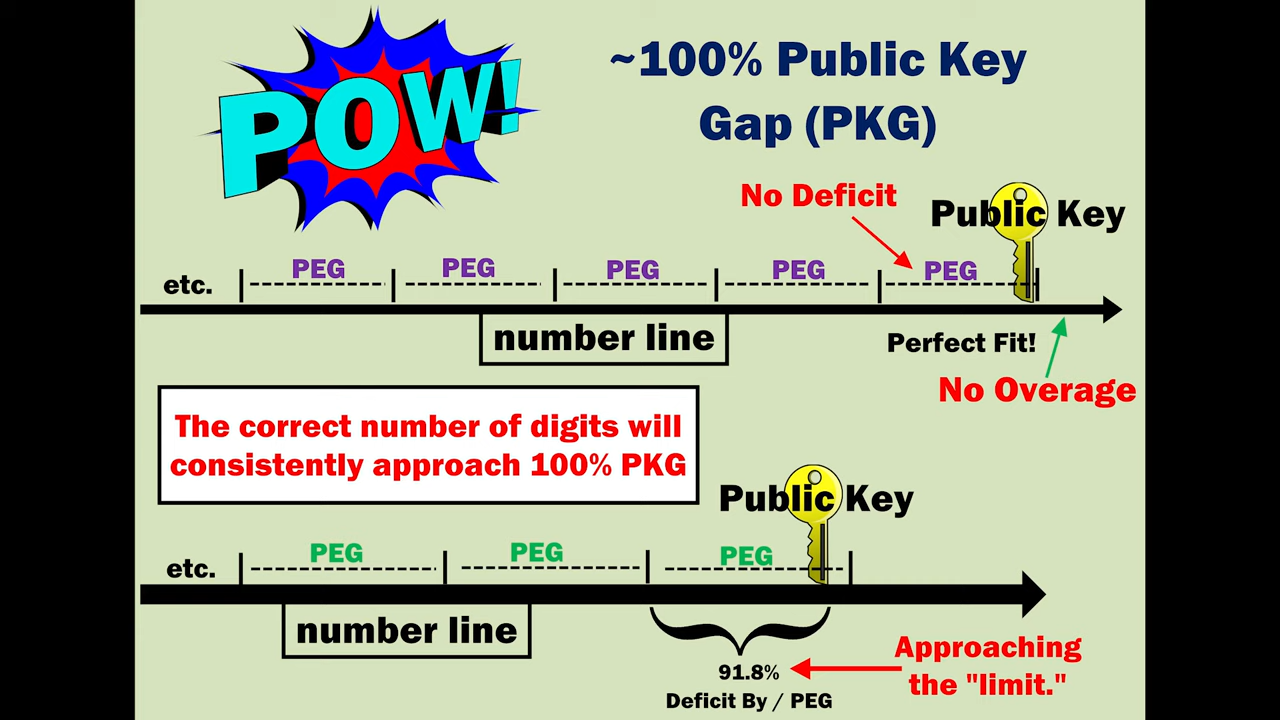 POW!
~100% Public Key
Gap (PKG)
No Deficit
Public Key
etc.
PEG
PEG
PEG
PEG
PEG
number line
Perfect Fit!
No Overage
The correct number of digits will
consistently approach 100% PKG
Public Key
etc.
PEG
PEG
PEG
number line
91.8%
Deficit By / PEG
Approaching
the "limit."